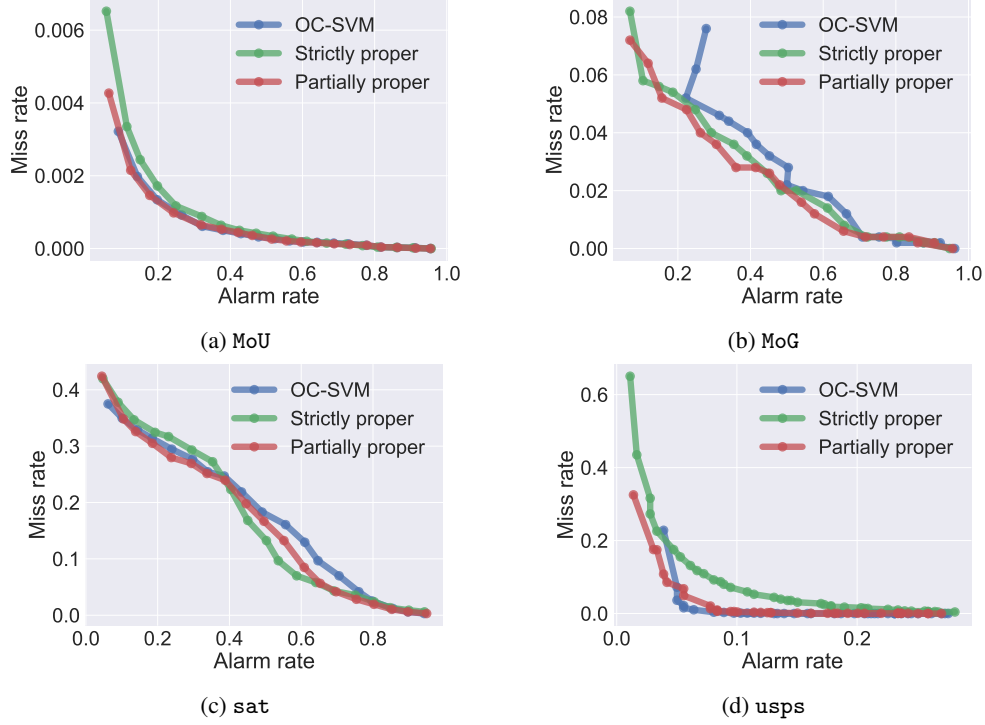 0.006
0.004
0.002
0.000
Miss rate
OC-SVM
Strictly proper
Partially proper
0.2 0.4 0.6 0.8 1.0
Alarm rate
(a) MoU
0.08
0.06
0.04
0.02
0.00
Miss rate
OC-SVM
Strictly proper
Partially proper
0.2 0.4 0.6 0.8 1.0
Alarm rate
(b) MoG
0.4
0.3
0.2
0.1
0.0
Miss rate
OC-SVM
Strictly proper
Partially proper
0.0 0.2 0.4 0.6 0.8
Alarm rate
(c) sat
0.6
0.4
0.2
0.0
Miss rate
OC-SVM
Strictly proper
Partially proper
0.0 0.1 0.2
Alarm rate
(d) usps